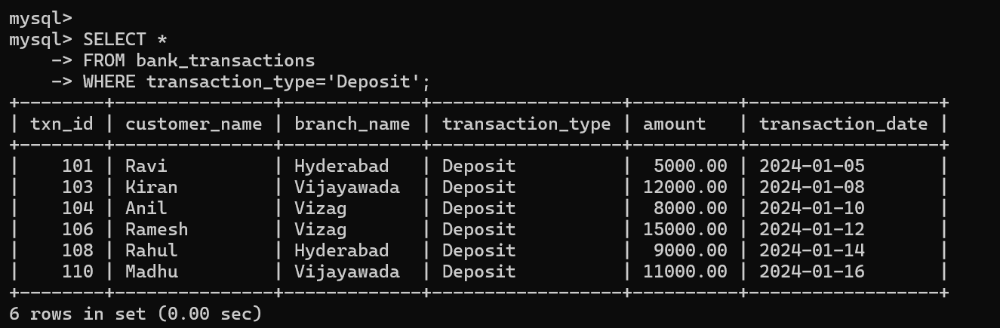 mysql>
mysql> SELECT *
    -> FROM bank_transactions
    -> WHERE transaction_type='Deposit';
+--------+---------------+-------------+------------------+----------+------------------+
| txn_id | customer_name | branch_name | transaction_type | amount   | transaction_date |
+--------+---------------+-------------+------------------+----------+------------------+
|    101 | Ravi          | Hyderabad   | Deposit          |  5000.00 | 2024-01-05       |
|    103 | Kiran         | Vijayawada  | Deposit          | 12000.00 | 2024-01-08       |
|    104 | Anil          | Vizag       | Deposit          |  8000.00 | 2024-01-10       |
|    106 | Ramesh        | Vizag       | Deposit          | 15000.00 | 2024-01-12       |
|    108 | Rahul         | Hyderabad   | Deposit          |  9000.00 | 2024-01-14       |
|    110 | Madhu         | Vijayawada  | Deposit          | 11000.00 | 2024-01-16       |
+--------+---------------+-------------+------------------+----------+------------------+
6 rows in set (0.00 sec)